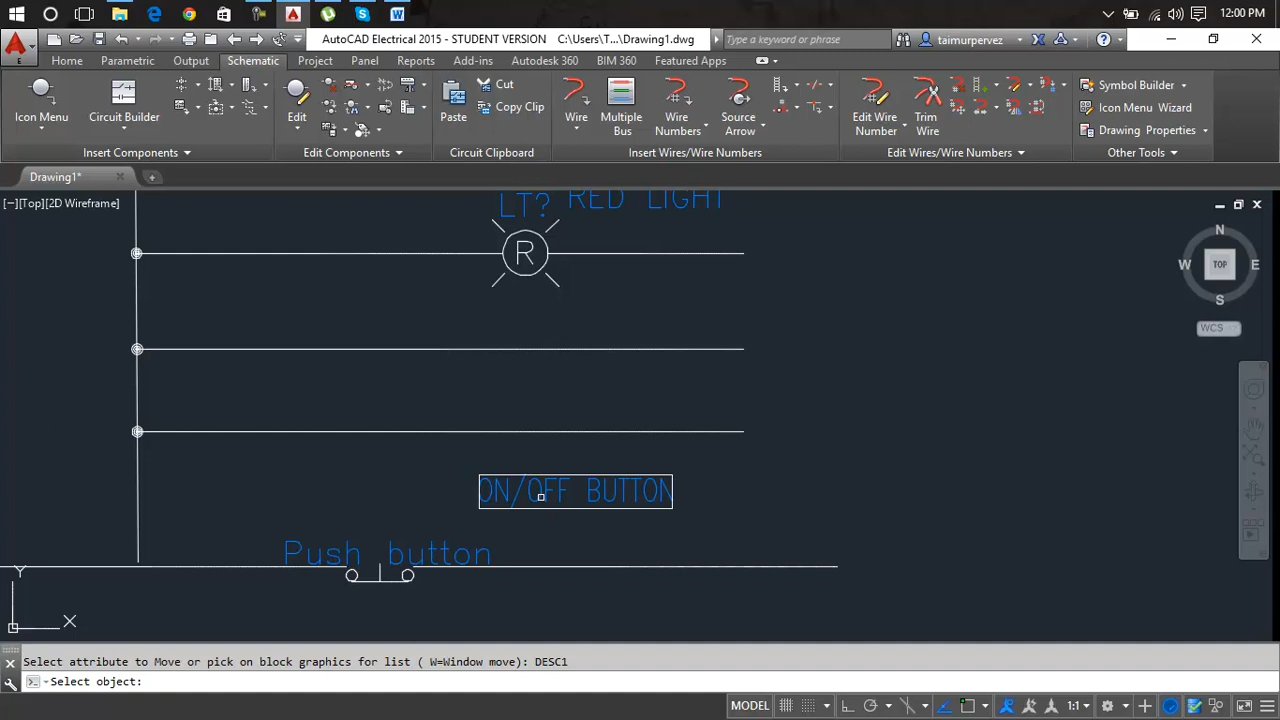 12:00 PM
AutoCAD Electrical 2015 - STUDENT VERSION C:\Users\T...\Drawing1.dwg
Type a keyword or phrase
taimurpervez
Home Parametric Output Schematic Project Panel Reports Add-ins Autodesk 360 BIM 360 Featured Apps
Icon Menu
Circuit Builder
Insert Components
Edit
Edit Components
Paste
Cut
Copy Clip
Circuit Clipboard
Wire
Multiple Bus
Wire Numbers
Source Arrow
Insert Wires/Wire Numbers
Edit Wire Number
Trim Wire
Edit Wires/Wire Numbers
Symbol Builder
Icon Menu Wizard
Drawing Properties
Other Tools
Drawing1*
[−][Top][2D Wireframe]
LT? RED LIGHT
R
N
W TOP E
S
WCS
ON/OFF BUTTON
Push button
Y
X
Select attribute to Move or pick on block graphics for list ( W=Window move): DESC1
Select object:
MODEL
1:1